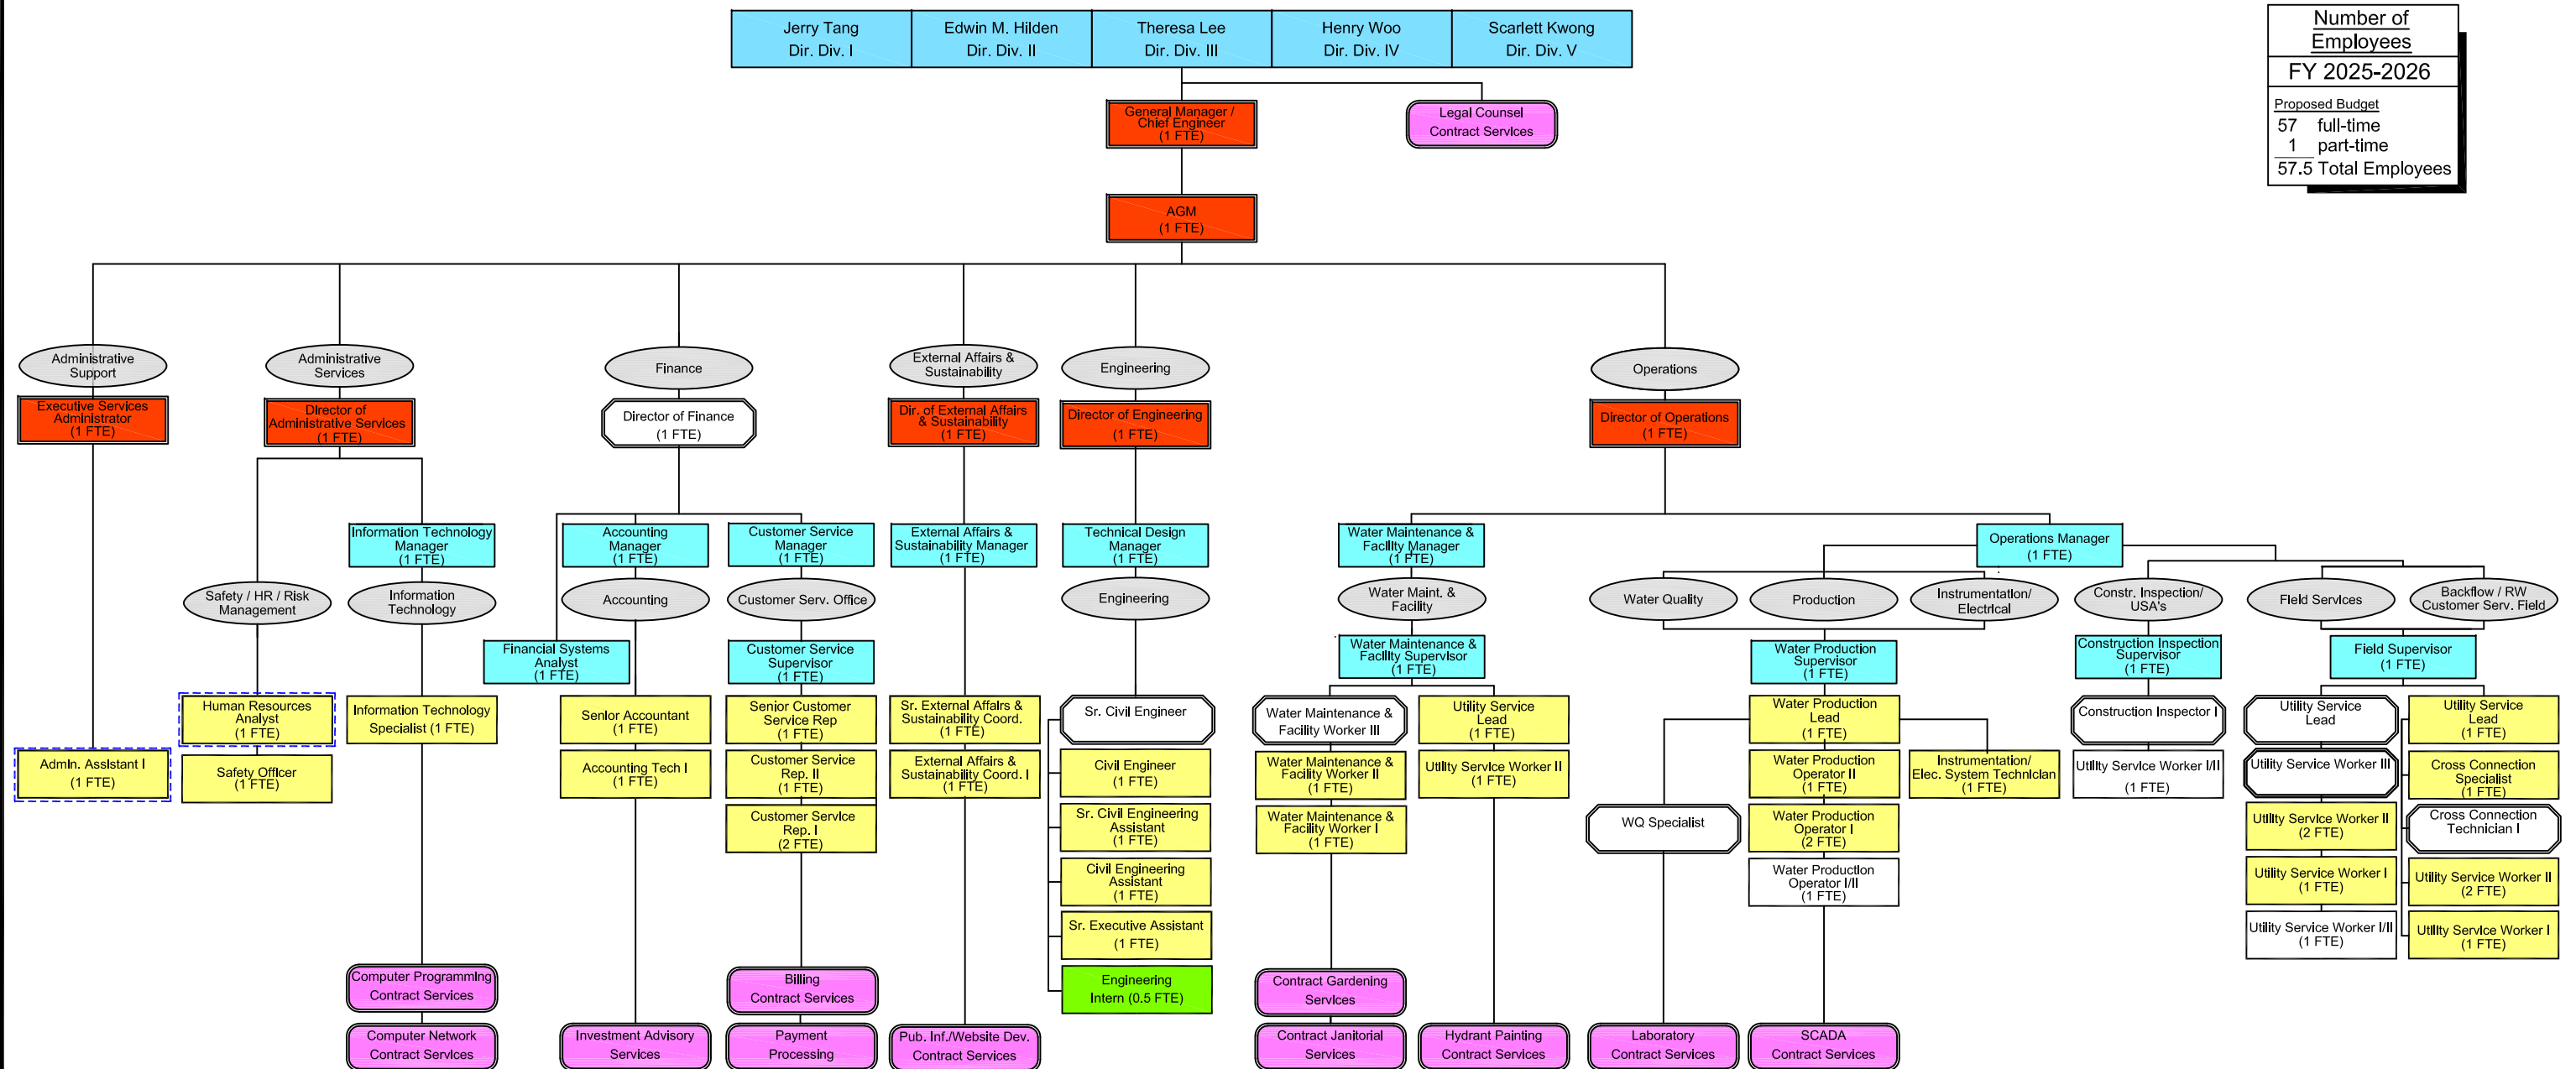 Jerry Tang
Dir. Div. I
Edwin M. Hilden
Dir. Div. II
Theresa Lee
Dir. Div. III
Henry Woo
Dir. Div. IV
Scarlett Kwong
Dir. Div. V
Number of
Employees
FY 2025-2026
Proposed Budget
57 full-time
1 part-time
57.5 Total Employees
General Manager /
Chief Engineer
(1 FTE)
Legal Counsel
Contract Services
AGM
(1 FTE)
Administrative
Support
Administrative
Services
Finance
External Affairs &
Sustainability
Engineering
Operations
Executive Services
Administrator
(1 FTE)
Director of
Administrative Services
(1 FTE)
Director of Finance
(1 FTE)
Dir. of External Affairs
& Sustainability
(1 FTE)
Director of Engineering
(1 FTE)
Director of Operations
(1 FTE)
Information Technology
Manager
(1 FTE)
Accounting
Manager
(1 FTE)
Customer Service
Manager
(1 FTE)
External Affairs &
Sustainability Manager
(1 FTE)
Technical Design
Manager
(1 FTE)
Water Maintenance &
Facility Manager
(1 FTE)
Operations Manager
(1 FTE)
Safety / HR / Risk
Management
Information
Technology
Accounting
Customer Serv. Office
Engineering
Water Maint. &
Facility
Water Quality
Production
Instrumentation/
Electrical
Constr. Inspection/
USA's
Field Services
Backflow / RW
Customer Serv. Field
Financial Systems
Analyst
(1 FTE)
Customer Service
Supervisor
(1 FTE)
Water Maintenance &
Facility Supervisor
(1 FTE)
Water Production
Supervisor
(1 FTE)
Construction Inspection
Supervisor
(1 FTE)
Field Supervisor
(1 FTE)
Human Resources
Analyst
(1 FTE)
Information Technology
Specialist (1 FTE)
Senior Accountant
(1 FTE)
Senior Customer
Service Rep
(1 FTE)
Sr. External Affairs &
Sustainability Coord.
(1 FTE)
Sr. Civil Engineer
Water Maintenance &
Facility Worker III
Utility Service
Lead
(1 FTE)
Water Production
Lead
(1 FTE)
Construction Inspector I
Utility Service
Lead
Utility Service
Lead
(1 FTE)
Admin. Assistant I
(1 FTE)
Safety Officer
(1 FTE)
Accounting Tech I
(1 FTE)
Customer Service
Rep. II
(1 FTE)
External Affairs &
Sustainability Coord. I
(1 FTE)
Civil Engineer
(1 FTE)
Water Maintenance &
Facility Worker II
(1 FTE)
Utility Service Worker II
(1 FTE)
Water Production
Operator II
(1 FTE)
Instrumentation/
Elec. System Technician
(1 FTE)
Utility Service Worker I/II
(1 FTE)
Utility Service Worker III
Cross Connection
Specialist
(1 FTE)
Customer Service
Rep. I
(2 FTE)
Sr. Civil Engineering
Assistant
(1 FTE)
Water Maintenance &
Facility Worker I
(1 FTE)
WQ Specialist
Water Production
Operator I
(2 FTE)
Utility Service Worker II
(2 FTE)
Cross Connection
Technician I
Civil Engineering
Assistant
(1 FTE)
Water Production
Operator I/II
(1 FTE)
Utility Service Worker I
(1 FTE)
Utility Service Worker II
(2 FTE)
Sr. Executive Assistant
(1 FTE)
Utility Service Worker I/II
(1 FTE)
Utility Service Worker I
(1 FTE)
Computer Programming
Contract Services
Billing
Contract Services
Engineering
Intern (0.5 FTE)
Contract Gardening
Services
Computer Network
Contract Services
Investment Advisory
Services
Payment
Processing
Pub. Inf./Website Dev.
Contract Services
Contract Janitorial
Services
Hydrant Painting
Contract Services
Laboratory
Contract Services
SCADA
Contract Services